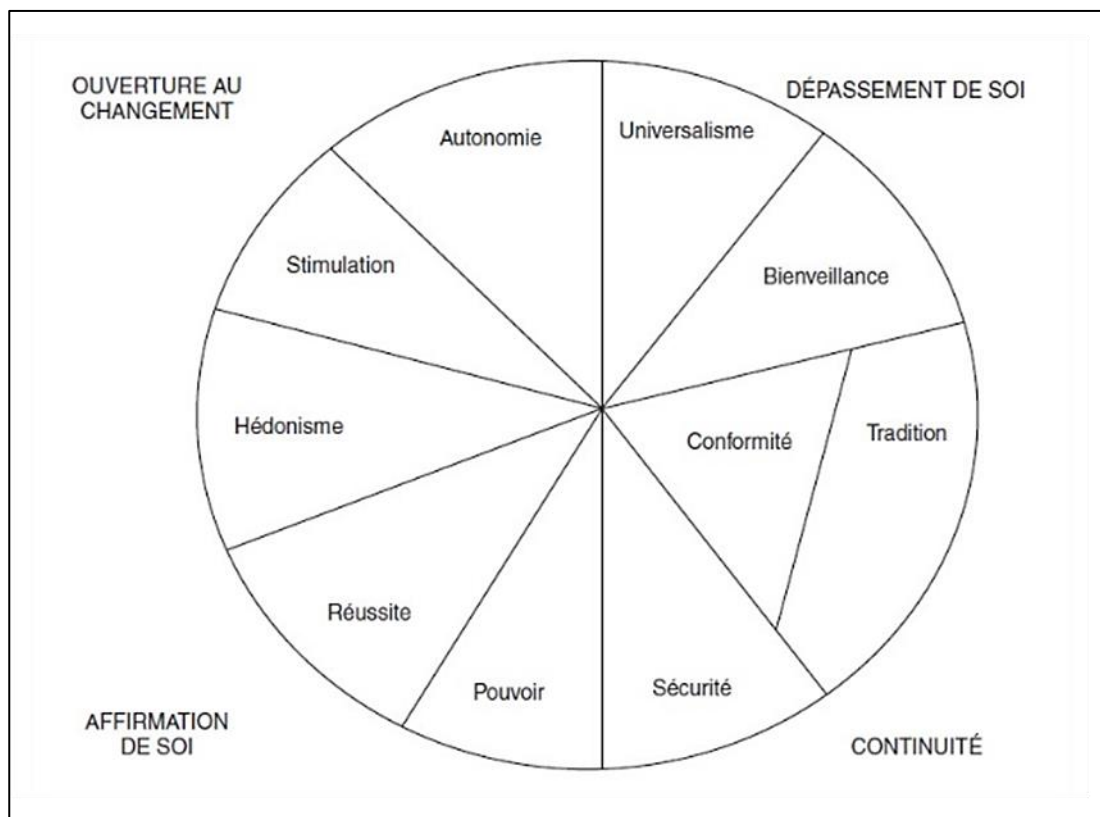 OUVERTURE AU
CHANGEMENT
DÉPASSEMENT DE SOI
Autonomie
Universalisme
Stimulation
Bienveillance
Hédonisme
Conformité
Tradition
Réussite
Pouvoir
Sécurité
AFFIRMATION
DE SOI
CONTINUITÉ